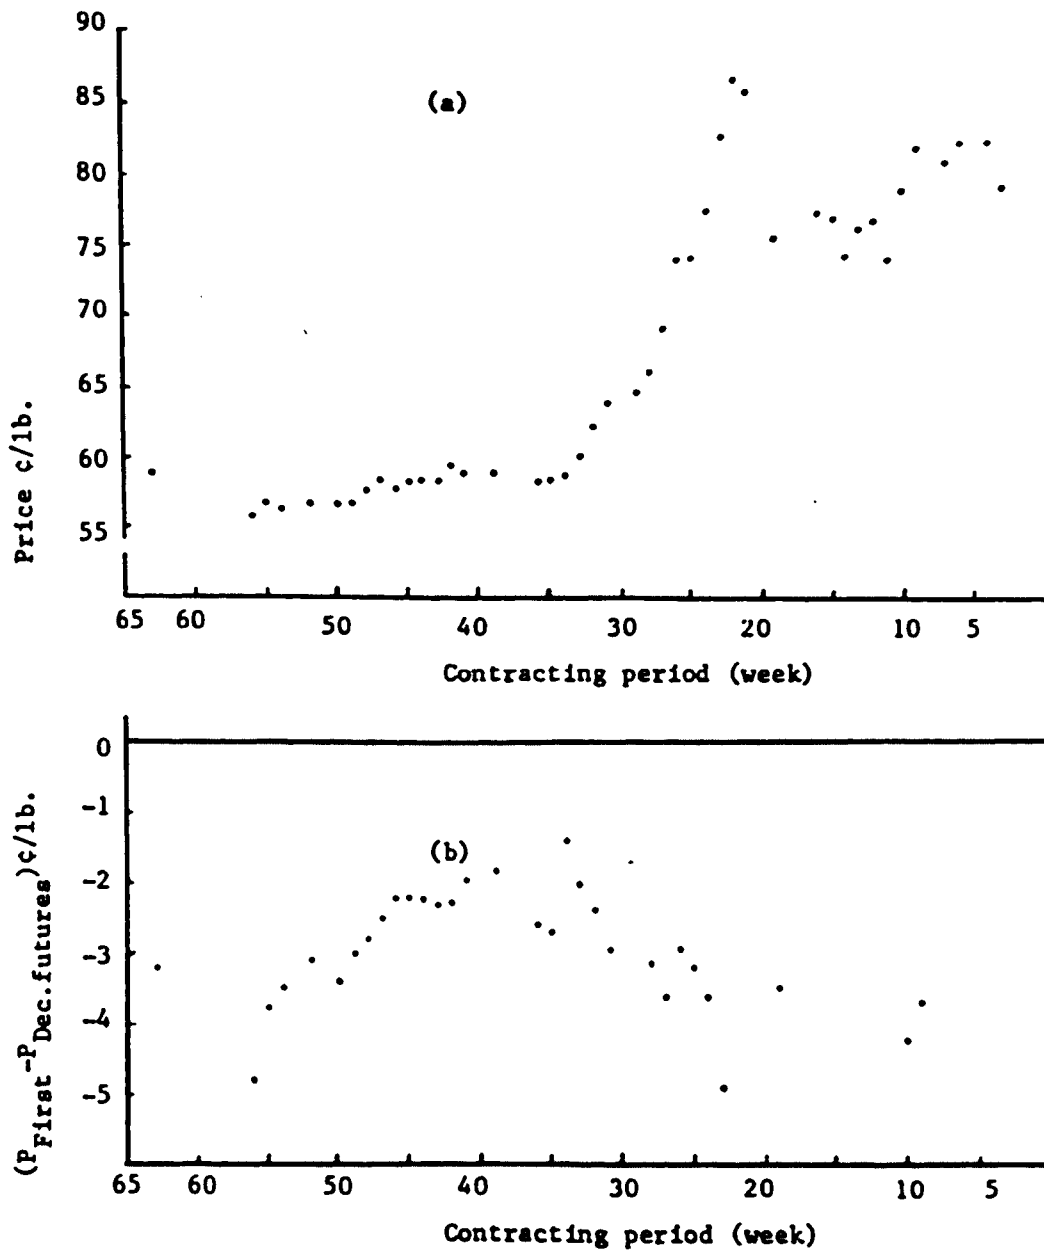 90
85
80
75
70
65
60
55
Price ¢/lb.
(a)
65 60 50 40 30 20 10 5
Contracting period (week)
0
-1
-2
-3
-4
-5
(P First -P Dec.futures)¢/lb.
(b)
65 60 50 40 30 20 10 5
Contracting period (week)